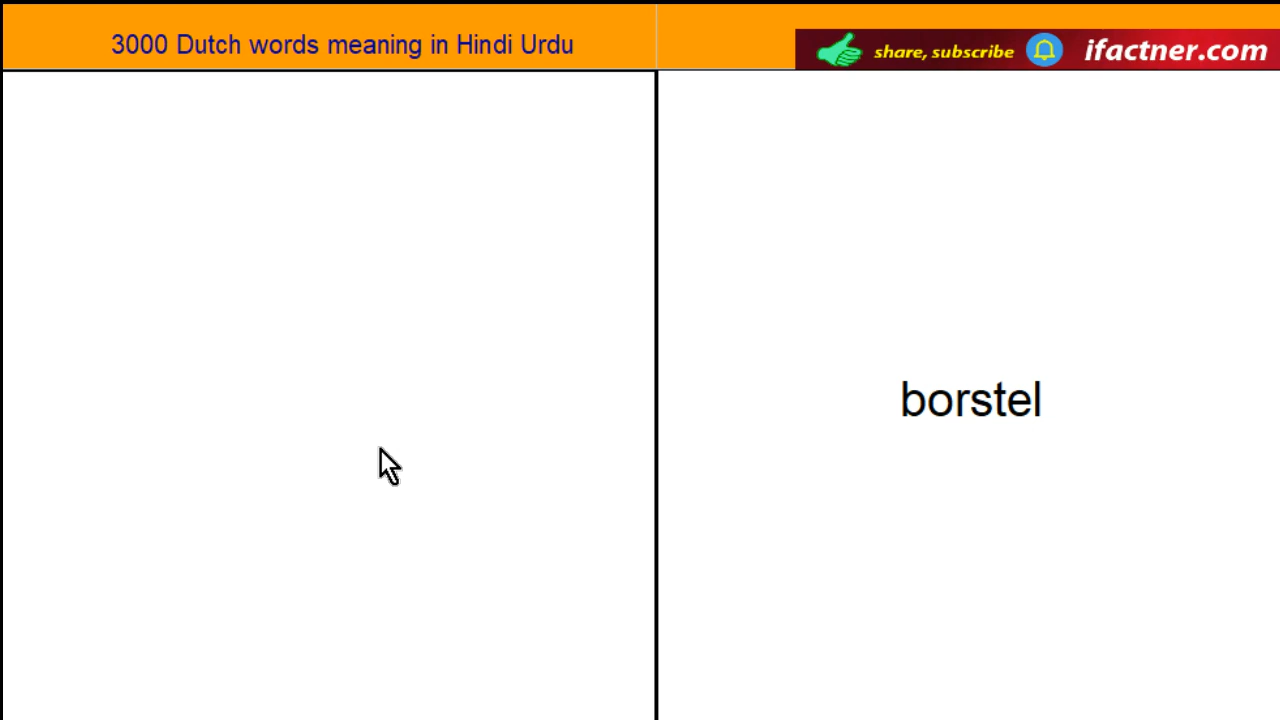 3000 Dutch words meaning in Hindi Urdu
share, subscribe
ifactner.com
borstel